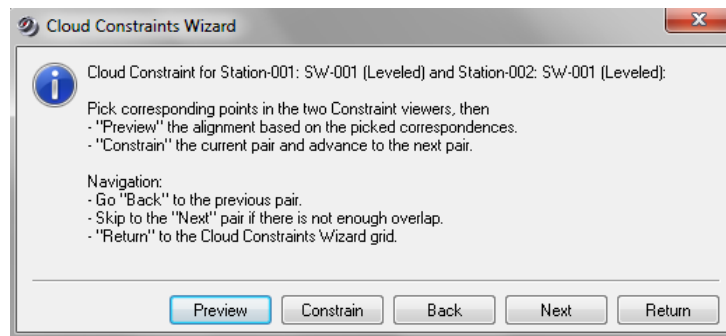 Cloud Constraints Wizard
Cloud Constraint for Station-001: SW-001 (Leveled) and Station-002: SW-001 (Leveled):
Pick corresponding points in the two Constraint viewers, then
- "Preview" the alignment based on the picked correspondences.
- "Constrain" the current pair and advance to the next pair.
Navigation:
- Go "Back" to the previous pair.
- Skip to the "Next" pair if there is not enough overlap.
- "Return" to the Cloud Constraints Wizard grid.
Preview Constrain Back Next Return